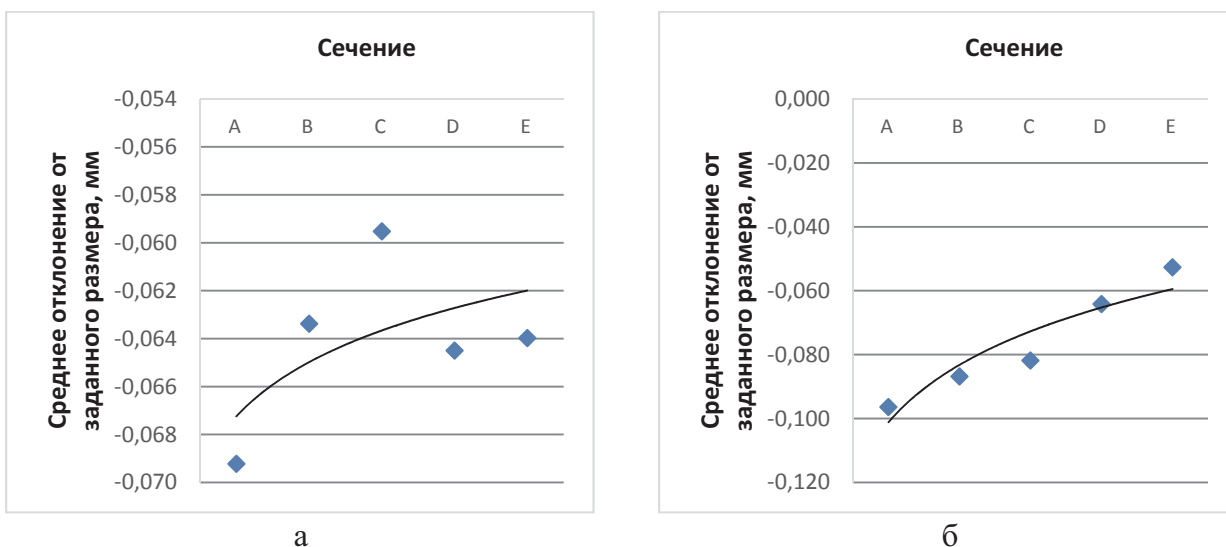 Сечение
-0,054
A B C D E
-0,056
-0,058
-0,060
-0,062
-0,064
-0,066
-0,068
-0,070
Среднее отклонение от
заданного размера, мм
а
Сечение
0,000
A B C D E
-0,020
-0,040
-0,060
-0,080
-0,100
-0,120
Среднее отклонение от
заданного размера, мм
б